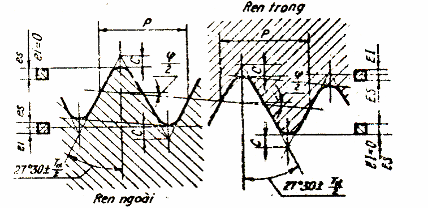 Ren trong
P
P
es
ei=0
C
φ/2
C
φ/2
EI
ES
es
ei
C
C
EI=0
ES
27°30±
27°30±
Ren ngoài